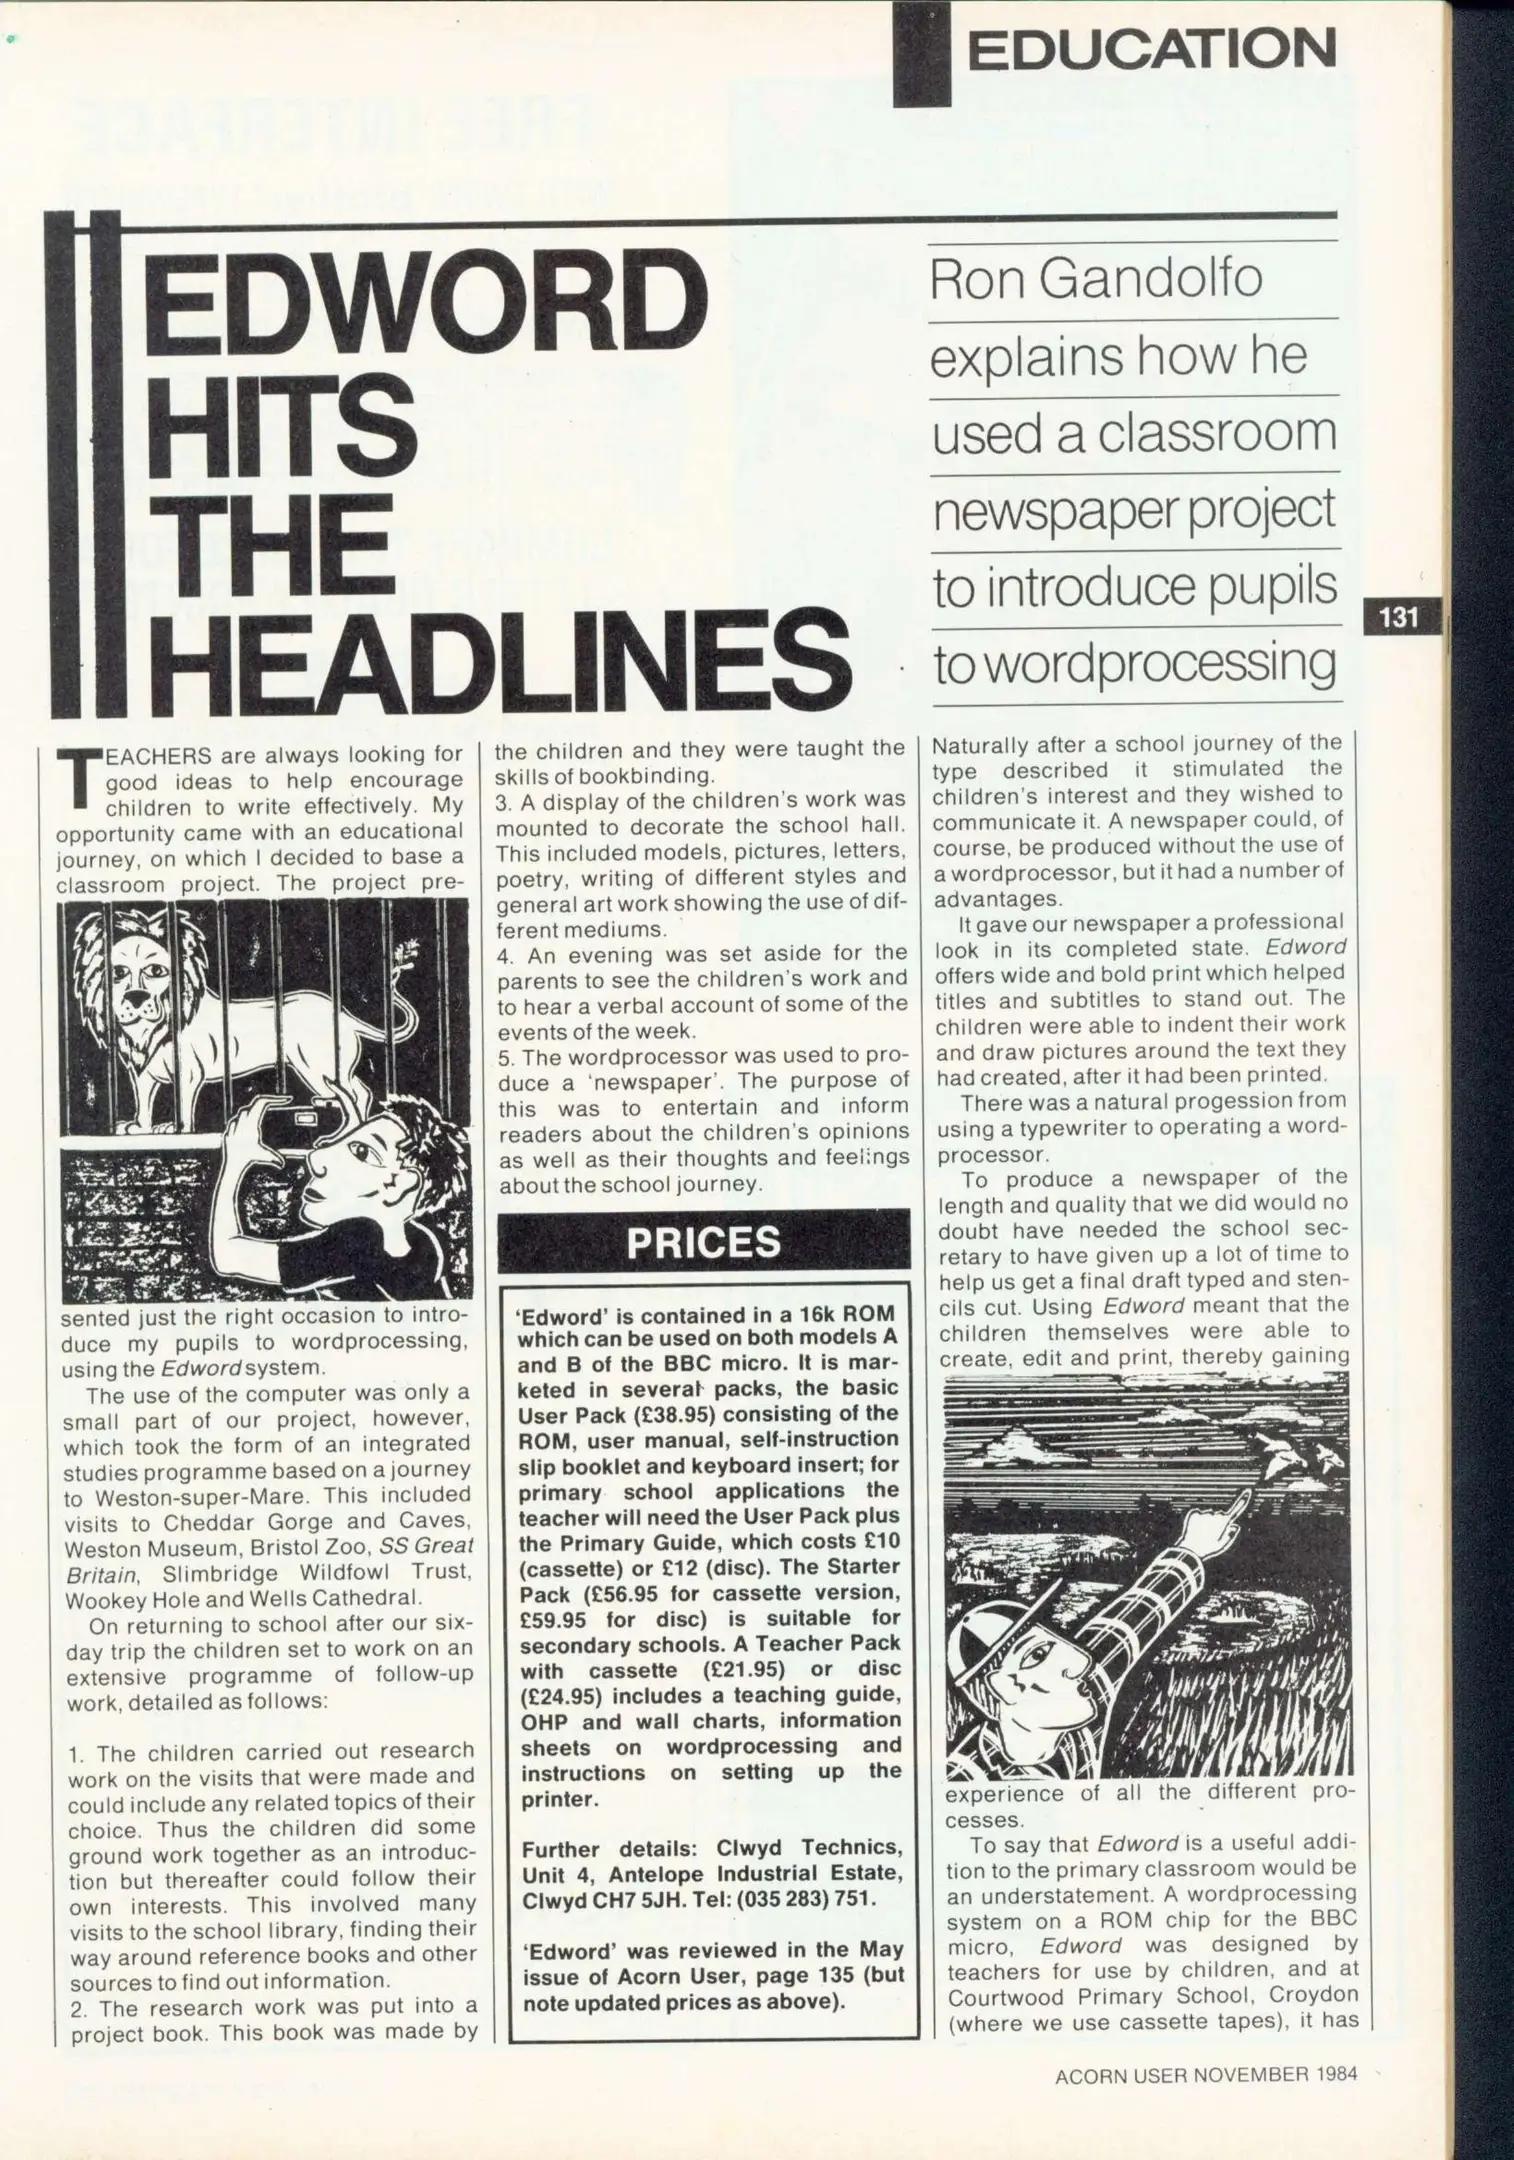 EDUCATION
EDWORD
HITS
THE
HEADLINES
Ron Gandolfo
explains how he
used a classroom
newspaper project
to introduce pupils
to wordprocessing
131
TEACHERS are always looking for
good ideas to help encourage
children to write effectively. My
opportunity came with an educational
journey, on which I decided to base a
classroom project. The project pre-
sented just the right occasion to intro-
duce my pupils to wordprocessing,
using the Edword system.
The use of the computer was only a
small part of our project, however,
which took the form of an integrated
studies programme based on a journey
to Weston-super-Mare. This included
visits to Cheddar Gorge and Caves,
Weston Museum, Bristol Zoo, SS Great
Britain, Slimbridge Wildfowl Trust,
Wookey Hole and Wells Cathedral.
On returning to school after our six-
day trip the children set to work on an
extensive programme of follow-up
work, detailed as follows:
1. The children carried out research
work on the visits that were made and
could include any related topics of their
choice. Thus the children did some
ground work together as an introduc-
tion but thereafter could follow their
own interests. This involved many
visits to the school library, finding their
way around reference books and other
sources to find out information.
2. The research work was put into a
project book. This book was made by
the children and they were taught the
skills of bookbinding.
3. A display of the children's work was
mounted to decorate the school hall.
This included models, pictures, letters,
poetry, writing of different styles and
general art work showing the use of dif-
ferent mediums.
4. An evening was set aside for the
parents to see the children's work and
to hear a verbal account of some of the
events of the week.
5. The wordprocessor was used to pro-
duce a 'newspaper'. The purpose of
this was to entertain and inform
readers about the children's opinions
as well as their thoughts and feelings
about the school journey.
PRICES
'Edword' is contained in a 16k ROM
which can be used on both models A
and B of the BBC micro. It is mar-
keted in several packs, the basic
User Pack (£38.95) consisting of the
ROM, user manual, self-instruction
slip booklet and keyboard insert; for
primary school applications the
teacher will need the User Pack plus
the Primary Guide, which costs £10
(cassette) or £12 (disc). The Starter
Pack (£56.95 for cassette version,
£59.95 for disc) is suitable for
secondary schools. A Teacher Pack
with cassette (£21.95) or disc
(£24.95) includes a teaching guide,
OHP and wall charts, information
sheets on wordprocessing and
instructions on setting up the
printer.
Further details: Clwyd Technics,
Unit 4, Antelope Industrial Estate,
Clwyd CH7 5JH. Tel: (035 283) 751.
'Edword' was reviewed in the May
issue of Acorn User, page 135 (but
note updated prices as above).
Naturally after a school journey of the
type described it stimulated the
children's interest and they wished to
communicate it. A newspaper could, of
course, be produced without the use of
a wordprocessor, but it had a number of
advantages.
It gave our newspaper a professional
look in its completed state. Edword
offers wide and bold print which helped
titles and subtitles to stand out. The
children were able to indent their work
and draw pictures around the text they
had created, after it had been printed.
There was a natural progession from
using a typewriter to operating a word-
processor.
To produce a newspaper of the
length and quality that we did would no
doubt have needed the school sec-
retary to have given up a lot of time to
help us get a final draft typed and sten-
cils cut. Using Edword meant that the
children themselves were able to
create, edit and print, thereby gaining
experience of all the different pro-
cesses.
To say that Edword is a useful addi-
tion to the primary classroom would be
an understatement. A wordprocessing
system on a ROM chip for the BBC
micro, Edword was designed by
teachers for use by children, and at
Courtwood Primary School, Croydon
(where we use cassette tapes), it has
ACORN USER NOVEMBER 1984